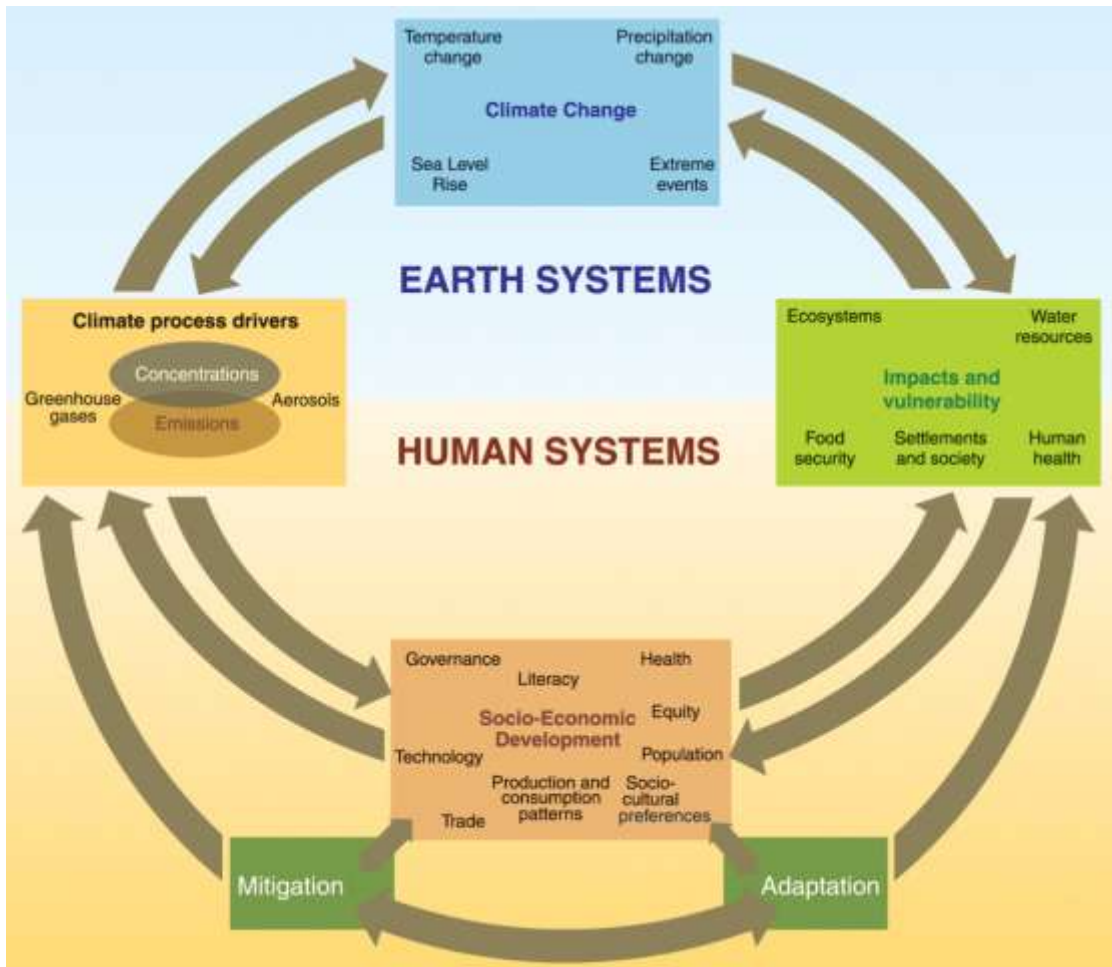 Temperature
change
Precipitation
change
Climate Change
Sea Level
Rise
Extreme
events
EARTH SYSTEMS
Climate process drivers
Concentrations
Greenhouse
gases
Aerosols
Emissions
Ecosystems
Water
resources
Impacts and
vulnerability
Food
security
Settlements
and society
Human
health
HUMAN SYSTEMS
Governance
Literacy
Health
Socio-Economic
Development
Equity
Technology
Population
Production and
consumption
patterns
Socio-
cultural
preferences
Trade
Mitigation
Adaptation